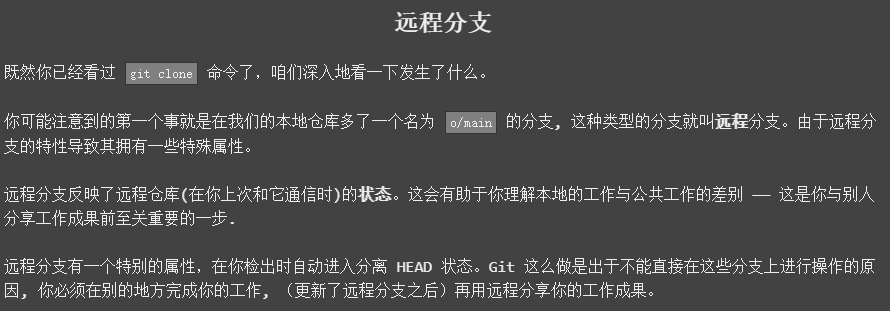 远程分支
既然你已经看过 git clone 命令了，咱们深入地看一下发生了什么。
你可能注意到的第一个事就是在我们的本地仓库多了一个名为 o/main 的分支, 这种类型的分支就叫远程分支。由于远程分
支的特性导致其拥有一些特殊属性。
远程分支反映了远程仓库(在你上次和它通信时)的状态。这会有助于你理解本地的工作与公共工作的差别 —— 这是你与别人
分享工作成果前至关重要的一步.
远程分支有一个特别的属性，在你检出时自动进入分离 HEAD 状态。Git 这么做是出于不能直接在这些分支上进行操作的原
因, 你必须在别的地方完成你的工作, （更新了远程分支之后）再用远程分享你的工作成果。